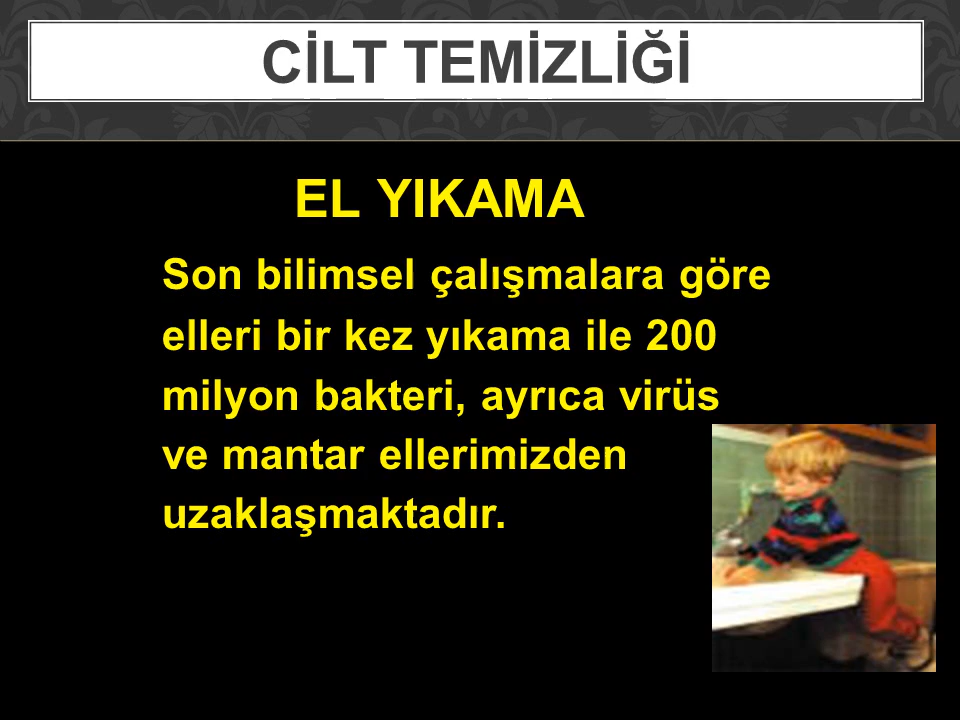 CİLT TEMİZLİĞİ
EL YIKAMA
Son bilimsel çalışmalara göre
elleri bir kez yıkama ile 200
milyon bakteri, ayrıca virüs
ve mantar ellerimizden
uzaklaşmaktadır.